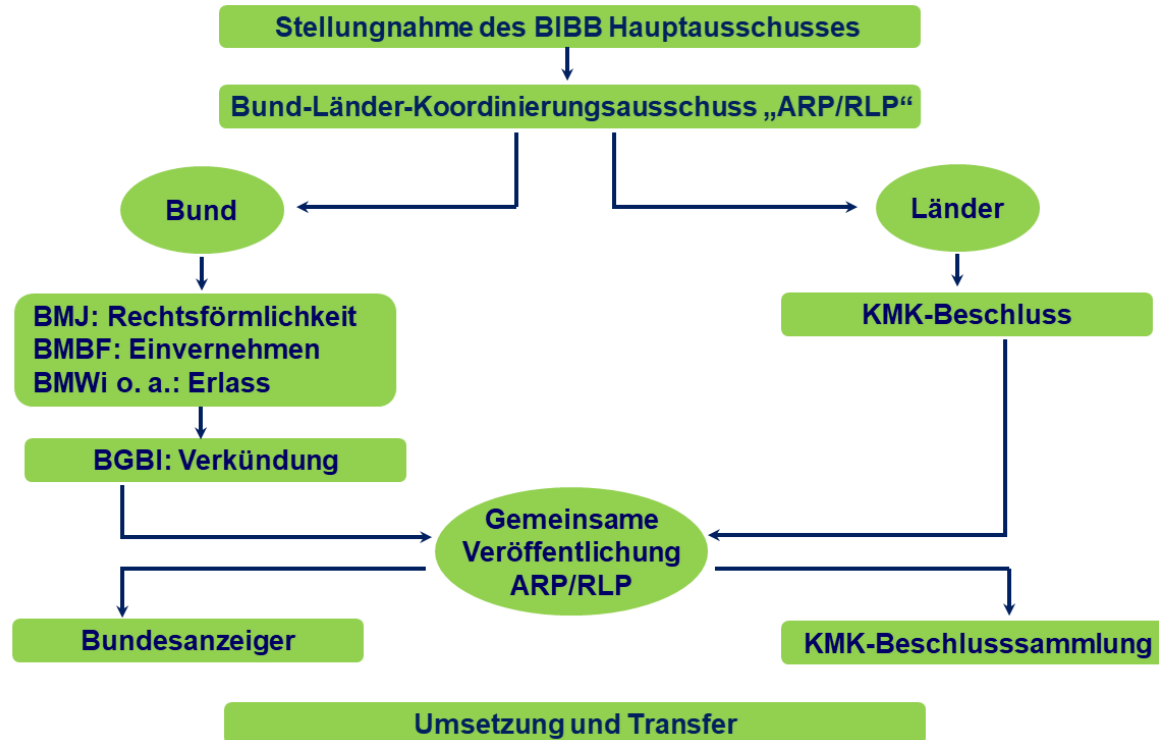 Stellungnahme des BIBB Hauptausschusses
Bund-Länder-Koordinierungsausschuss „ARP/RLP“
Bund
Länder
BMJ: Rechtsförmlichkeit
BMBF: Einvernehmen
BMWi o. a.: Erlass
KMK-Beschluss
BGBl: Verkündung
Gemeinsame
Veröffentlichung
ARP/RLP
Bundesanzeiger
KMK-Beschlusssammlung
Umsetzung und Transfer